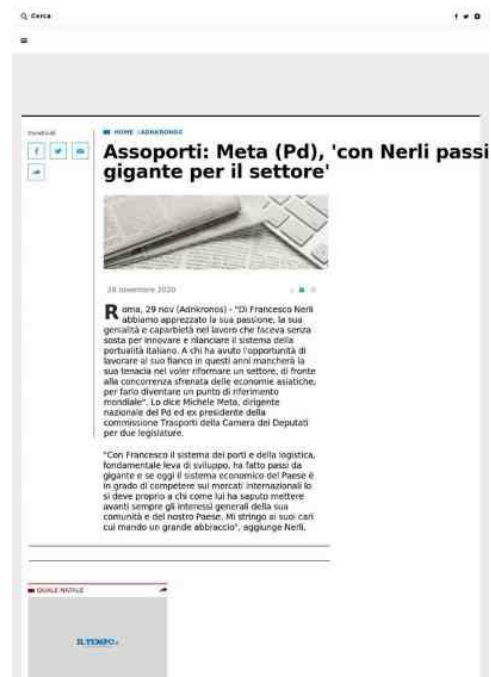 Cerca
Condividi
HOME / ADNKRONOS
Assoporti: Meta (Pd), 'con Nerli passi
gigante per il settore'
29 novembre 2020
Roma, 29 nov (Adnkronos) - "Di Francesco Nerli
abbiamo apprezzato la sua passione, la sua
genialità e caparbietà nel lavoro che faceva senza
sosta per innovare e rilanciare il sistema della
portualità italiano. A chi ha avuto l'opportunità di
lavorare al suo fianco in questi anni mancherà la
sua tenacia nel voler riformare un settore, di fronte
alla concorrenza sfrenata delle economie asiatiche,
per farlo diventare un punto di riferimento
mondiale". Lo dice Michele Meta, dirigente
nazionale del Pd ed ex presidente della
commissione Trasporti della Camera dei Deputati
per due legislature.
"Con Francesco il sistema dei porti e della logistica,
fondamentale leva di sviluppo, ha fatto passi da
gigante e se oggi il sistema economico del Paese è
in grado di competere sui mercati internazionali lo
si deve proprio a chi come lui ha saputo mettere
avanti sempre gli interessi generali della sua
comunità e del nostro Paese. Mi stringo ai suoi cari
cui mando un grande abbraccio", aggiunge Nerli.
QUALE NATALE
IL TEMPO.it